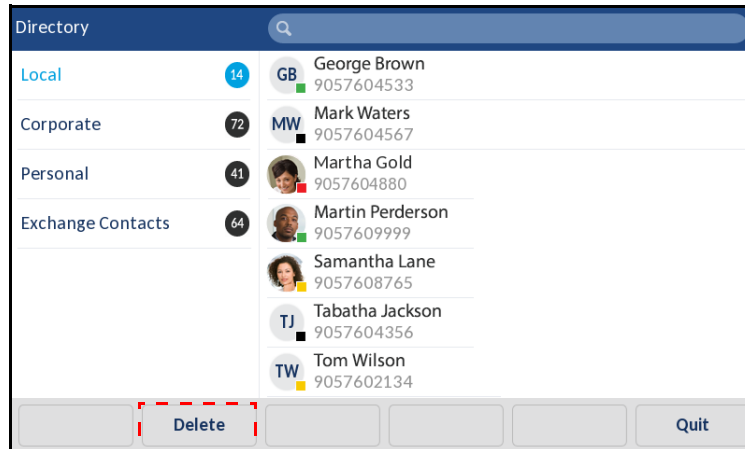 Directory
Local 14
Corporate 72
Personal 41
Exchange Contacts 64
GB George Brown
9057604533
MW Mark Waters
9057604567
Martha Gold
9057604880
Martin Perderson
9057609999
Samantha Lane
9057608765
TJ Tabatha Jackson
9057604356
TW Tom Wilson
9057602134
Delete Quit